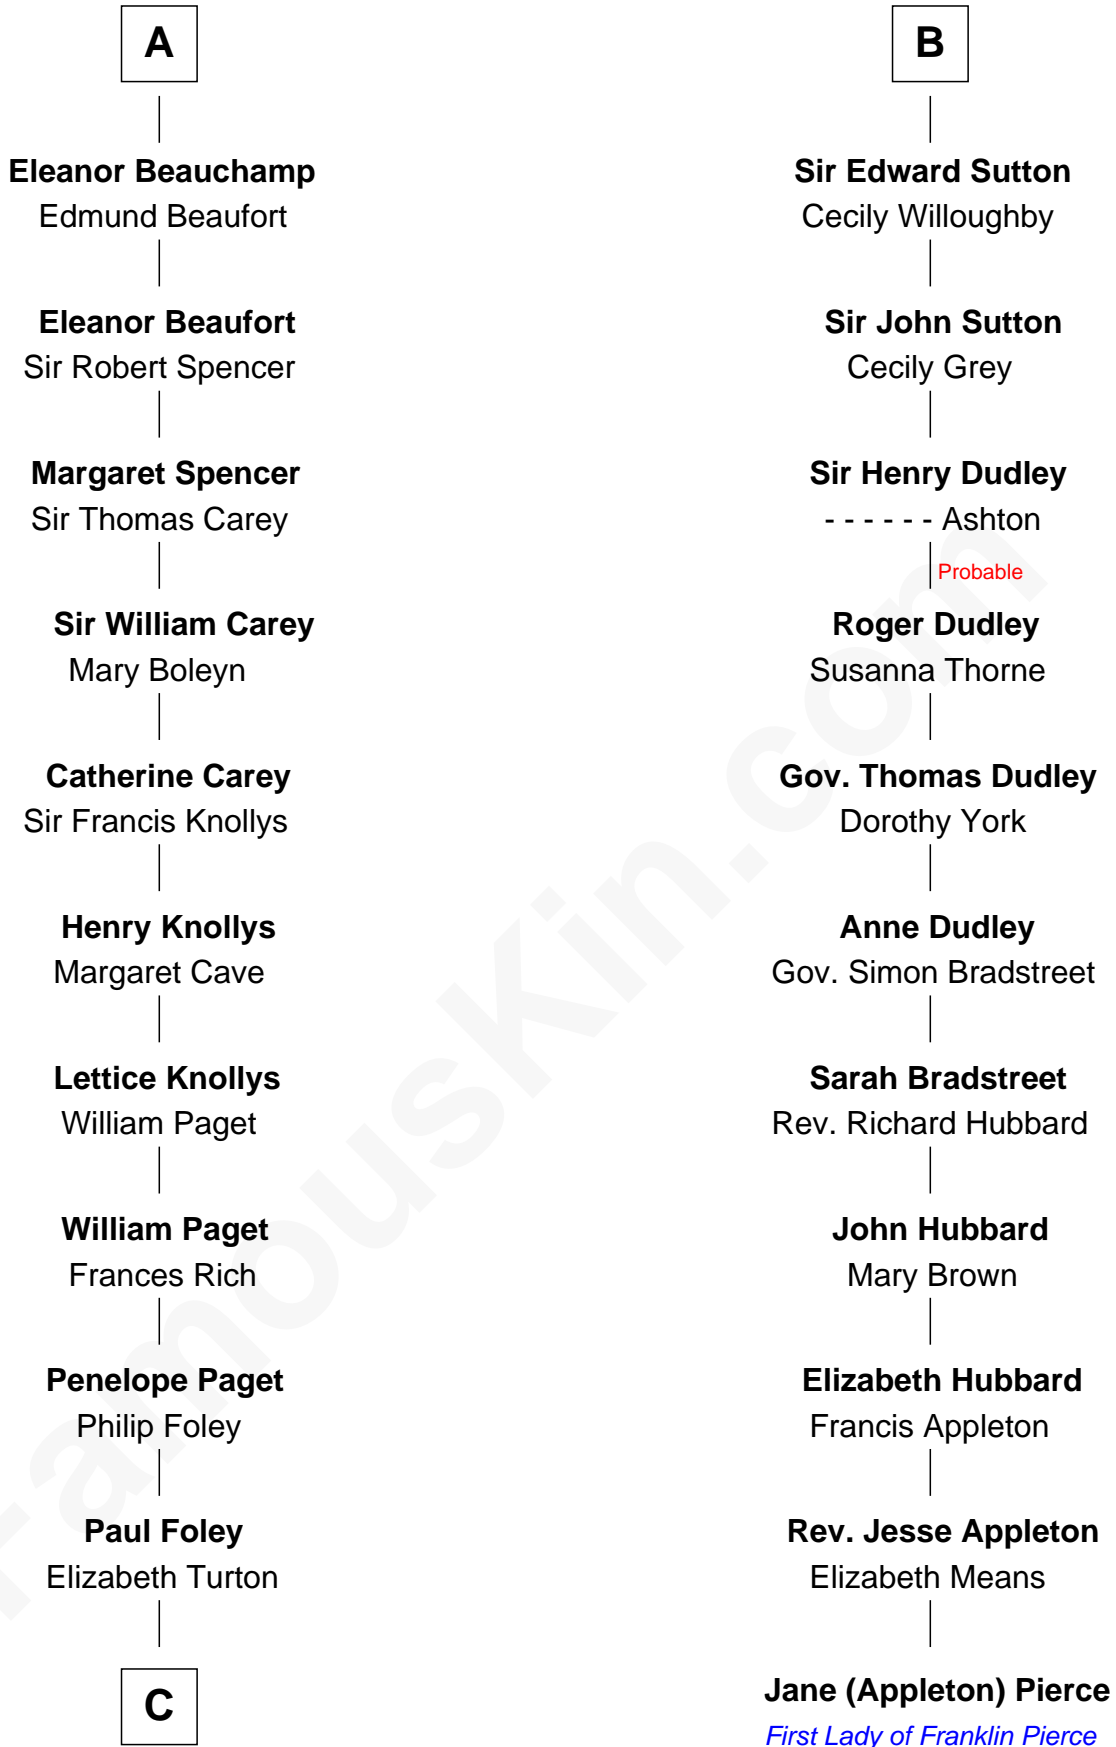 A
Eleanor Beauchamp
Edmund Beaufort
Eleanor Beaufort
Sir Robert Spencer
Margaret Spencer
Sir Thomas Carey
Sir William Carey
Mary Boleyn
Catherine Carey
Sir Francis Knollys
Henry Knollys
Margaret Cave
Lettice Knollys
William Paget
William Paget
Frances Rich
Penelope Paget
Philip Foley
Paul Foley
Elizabeth Turton
C
B
Sir Edward Sutton
Cecily Willoughby
Sir John Sutton
Cecily Grey
Sir Henry Dudley
- - - - - - Ashton
Probable
Roger Dudley
Susanna Thorne
Gov. Thomas Dudley
Dorothy York
Anne Dudley
Gov. Simon Bradstreet
Sarah Bradstreet
Rev. Richard Hubbard
John Hubbard
Mary Brown
Elizabeth Hubbard
Francis Appleton
Rev. Jesse Appleton
Elizabeth Means
Jane (Appleton) Pierce
First Lady of Franklin Pierce
FamousKin.com